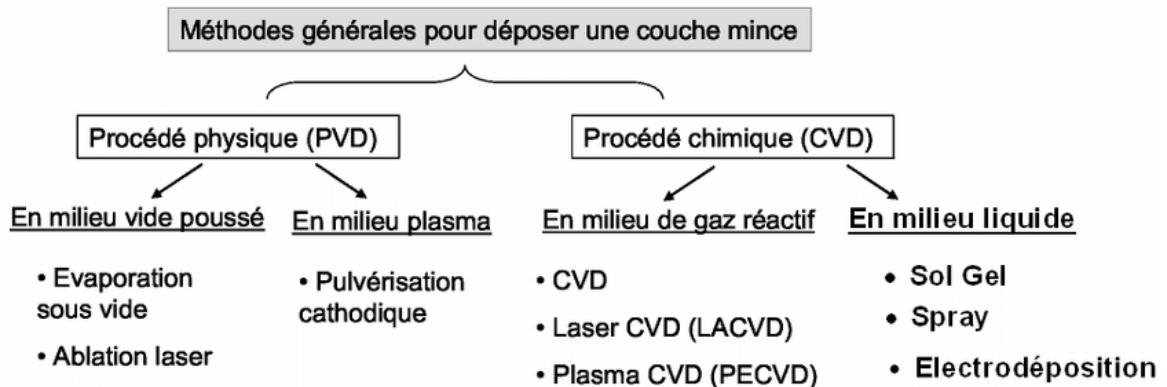 Méthodes générales pour déposer une couche mince
Procédé physique (PVD)
Procédé chimique (CVD)
En milieu vide poussé
• Evaporation
sous vide
• Ablation laser
En milieu plasma
• Pulvérisation
cathodique
En milieu de gaz réactif
• CVD
• Laser CVD (LACVD)
• Plasma CVD (PECVD)
En milieu liquide
• Sol Gel
• Spray
• Electrodéposition